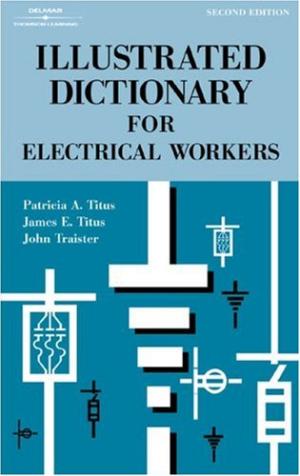 DELMAR
THOMSON LEARNING
SECOND EDITION
ILLUSTRATED
DICTIONARY
FOR
ELECTRICAL WORKERS
Patricia A. Titus
James E. Titus
John Traister